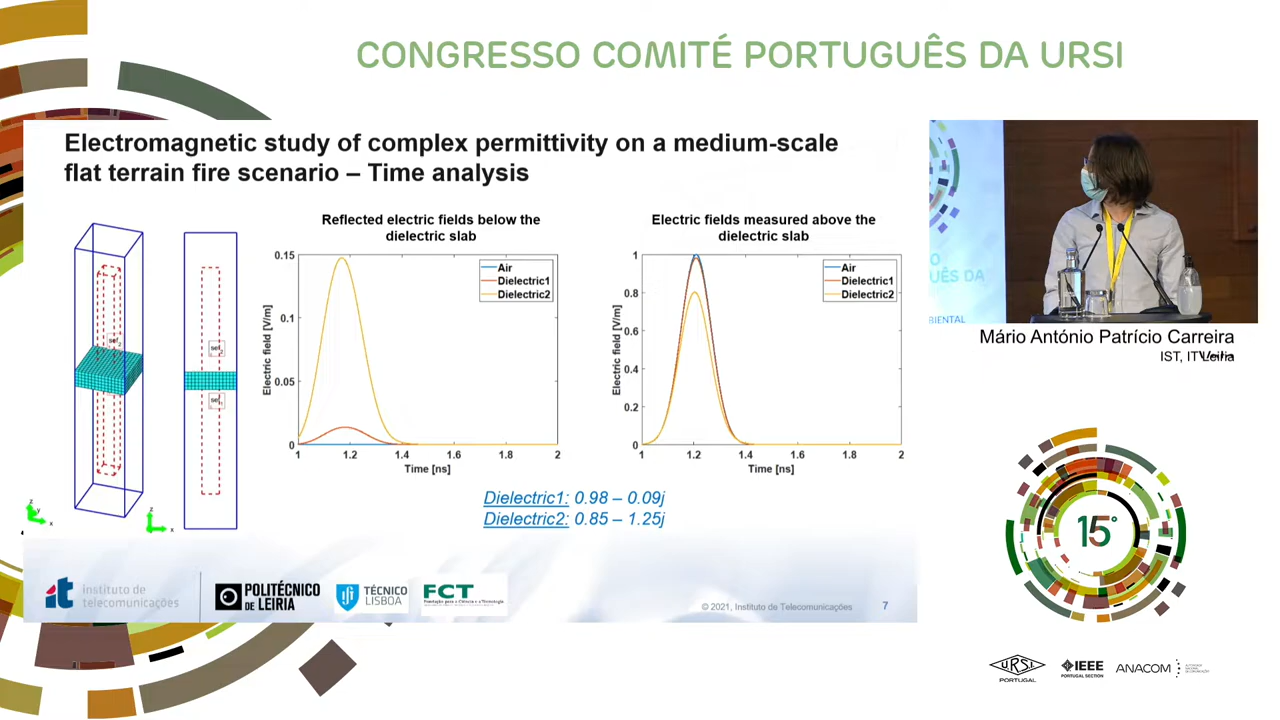 CONGRESSO COMITÉ PORTUGUÊS DA URSI
Electromagnetic study of complex permittivity on a medium-scale
flat terrain fire scenario – Time analysis
Reflected electric fields below the
dielectric slab
Electric fields measured above the
dielectric slab
0.15
0.1
0.05
0
1
1.2
1.4
1.6
1.8
2
Electric field [V/m]
Time [ns]
Air
Dielectric1
Dielectric2
1
0.8
0.6
0.4
0.2
0
1
1.2
1.4
1.6
1.8
2
Electric field [V/m]
Time [ns]
Air
Dielectric1
Dielectric2
z
y
x
z
x
Dielectric1: 0.98 – 0.09j
Dielectric2: 0.85 – 1.25j
it instituto de
telecomunicações
POLITÉCNICO
DE LEIRIA
TÉCNICO
LISBOA
FCT
© 2021, Instituto de Telecomunicações
7
UÊS DA
BIENTAL
Mário António Patrício Carreira
IST, IT
15°
URSI
PORTUGAL
IEEE
PORTUGAL SECTION
ANACOM